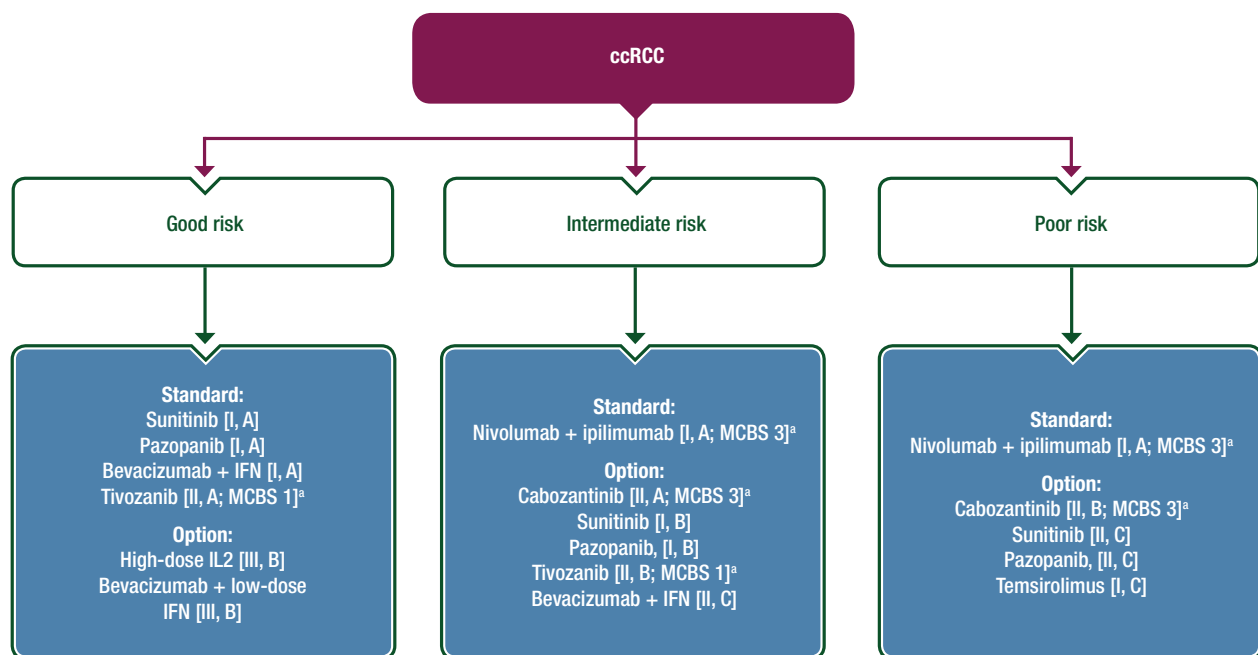 ccRCC
Good risk
Intermediate risk
Poor risk
Standard:
Sunitinib [I, A]
Pazopanib [I, A]
Bevacizumab + IFN [I, A]
Tivozanib [II, A; MCBS 1]ᵃ
Option:
High-dose IL2 [III, B]
Bevacizumab + low-dose
IFN [III, B]
Standard:
Nivolumab + ipilimumab [I, A; MCBS 3]ᵃ
Option:
Cabozantinib [II, A; MCBS 3]ᵃ
Sunitinib [I, B]
Pazopanib, [I, B]
Tivozanib [II, B; MCBS 1]ᵃ
Bevacizumab + IFN [II, C]
Standard:
Nivolumab + ipilimumab [I, A; MCBS 3]ᵃ
Option:
Cabozantinib [II, B; MCBS 3]ᵃ
Sunitinib [II, C]
Pazopanib, [II, C]
Temsirolimus [I, C]